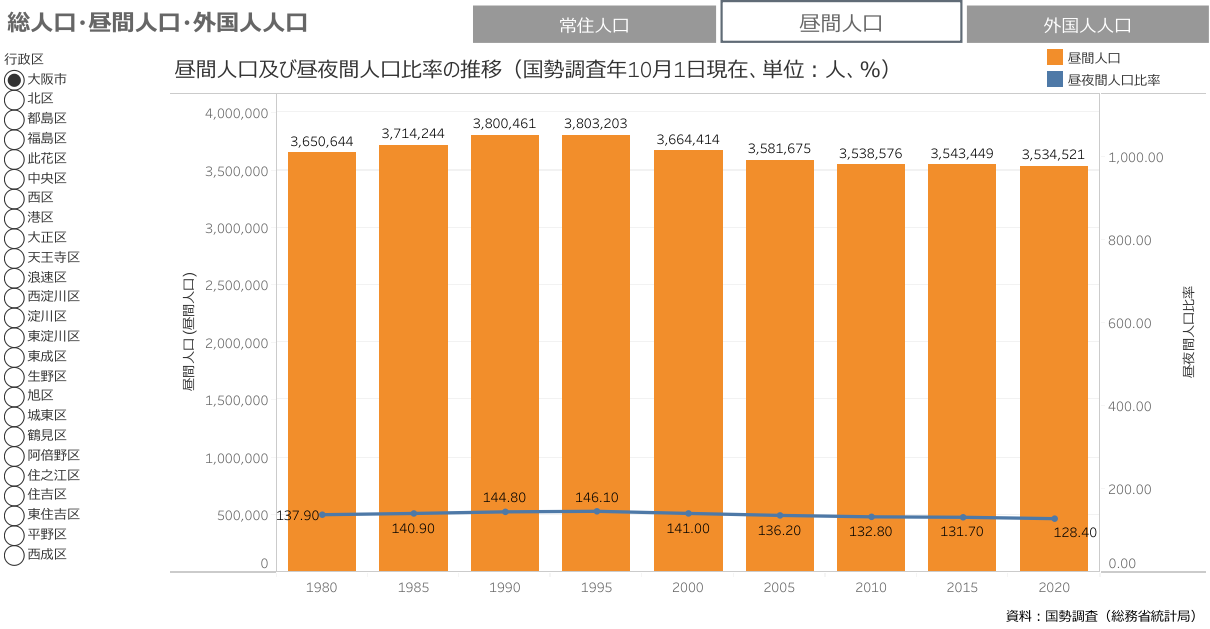 総人口･昼間人口･外国人人口
常住人口
昼間人口
外国人人口
行政区
大阪市
北区
都島区
福島区
此花区
中央区
西区
港区
大正区
天王寺区
浪速区
西淀川区
淀川区
東淀川区
東成区
生野区
旭区
城東区
鶴見区
阿倍野区
住之江区
住吉区
東住吉区
平野区
西成区
昼間人口及び昼夜間人口比率の推移（国勢調査年10月1日現在、単位：人、%）
昼間人口
昼夜間人口比率
昼間人口 (昼間人口)
4,000,000
3,500,000
3,000,000
2,500,000
2,000,000
1,500,000
1,000,000
500,000
0
3,650,644
3,714,244
3,800,461
3,803,203
3,664,414
3,581,675
3,538,576
3,543,449
3,534,521
137.90
140.90
144.80
146.10
141.00
136.20
132.80
131.70
128.40
1,000.00
800.00
600.00
400.00
200.00
0.00
昼夜間人口比率
1980
1985
1990
1995
2000
2005
2010
2015
2020
資料：国勢調査（総務省統計局）